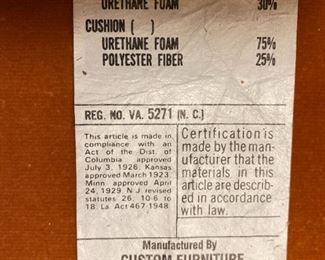 URETHANE FOAM 30%
CUSHION ( )
URETHANE FOAM 75%
POLYESTER FIBER 25%
REG. NO. VA. 5271 (N. C.)
This article is made in
compliance with an
Act of the Dist. of
Columbia approved
July 3, 1926; Kansas
approved March 1923;
Minn. approved April
24, 1929; N. J. revised
statutes 26, 10-6 to
18, La. Act 467-1948
Certification is
made by the man-
ufacturer that the
materials in this
article are describ-
ed in accordance
with law.
Manufactured By
CUSTOM FURNITURE